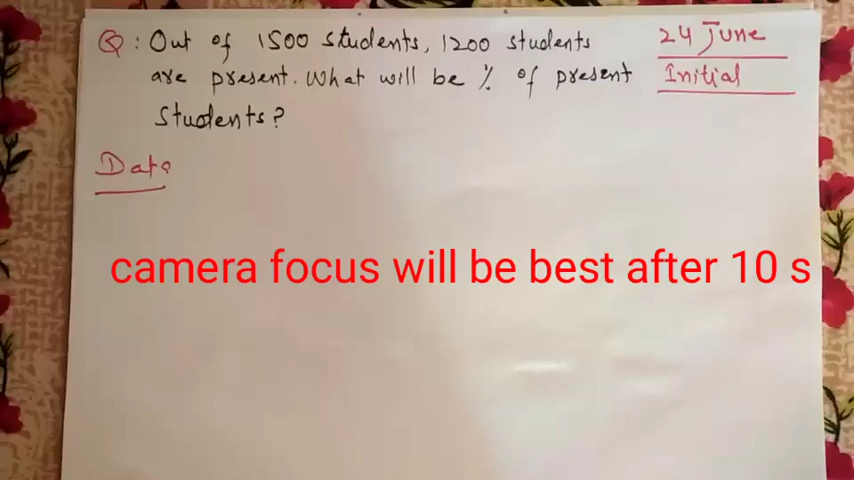 Q: Out of 1500 students, 1200 students
are present. What will be % of present
Students?
24 June
Initial
Data
camera focus will be best after 10 s